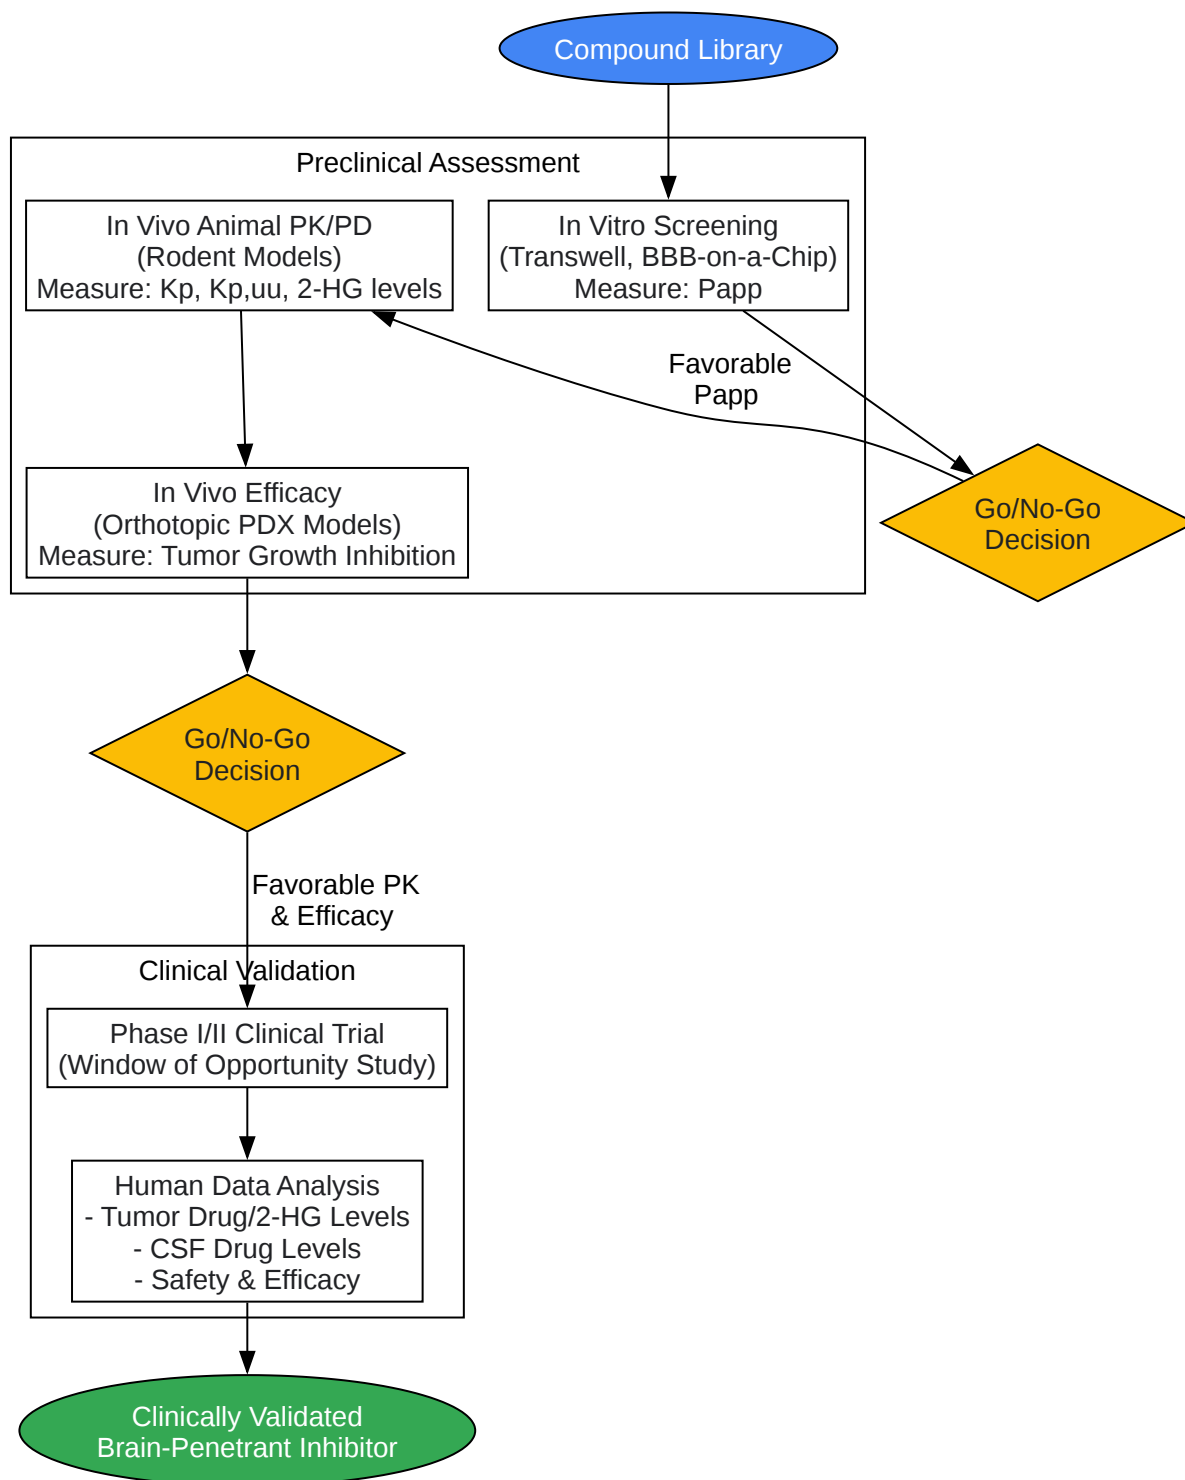 Compound Library
Preclinical Assessment
In Vitro Screening
(Transwell, BBB-on-a-Chip)
Measure: Papp
In Vivo Animal PK/PD
(Rodent Models)
Measure: Kp, Kp,uu, 2-HG levels
Favorable
Papp
Go/No-Go
Decision
In Vivo Efficacy
(Orthotopic PDX Models)
Measure: Tumor Growth Inhibition
Go/No-Go
Decision
Favorable PK
& Efficacy
Clinical Validation
Phase I/II Clinical Trial
(Window of Opportunity Study)
Human Data Analysis
- Tumor Drug/2-HG Levels
- CSF Drug Levels
- Safety & Efficacy
Clinically Validated
Brain-Penetrant Inhibitor